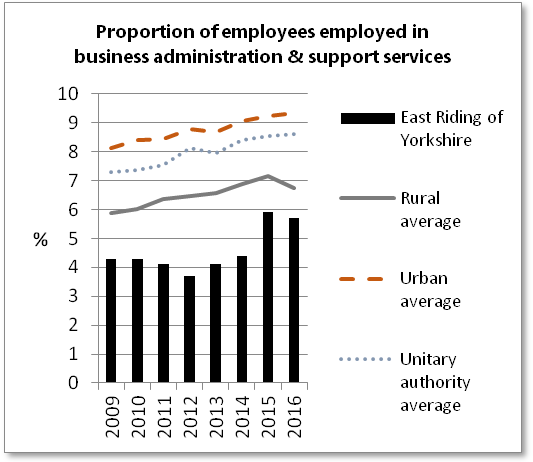 Proportion of employees employed in
business administration & support services
10
9
8
7
6
5
4
3
2
1
0
%
2009
2010
2011
2012
2013
2014
2015
2016
East Riding of
Yorkshire
Rural
average
Urban
average
Unitary
authority
average